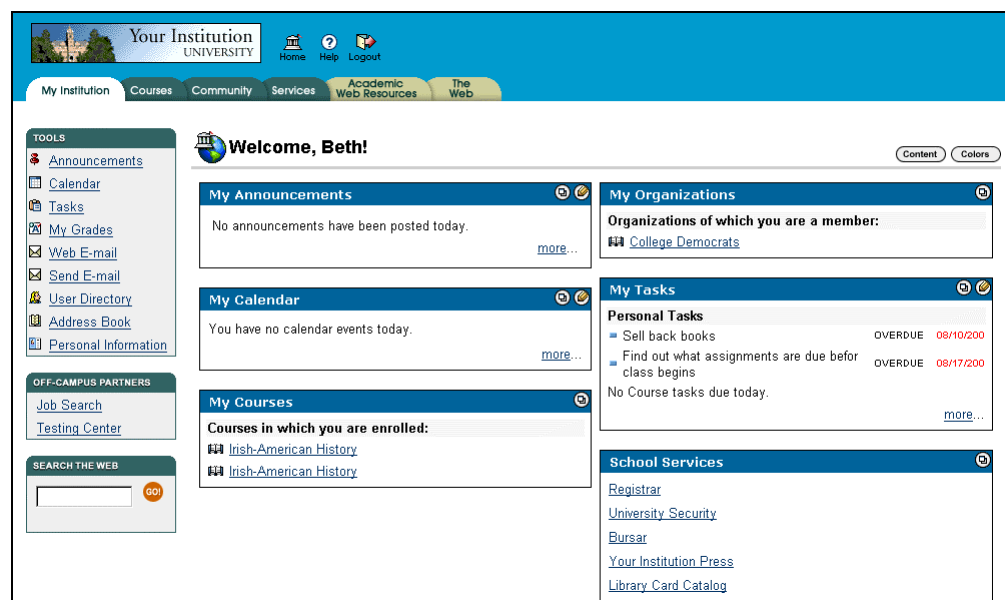 Your Institution
UNIVERSITY
Home Help Logout
My Institution Courses Community Services Academic Web Resources The Web
TOOLS
Announcements
Calendar
Tasks
My Grades
Web E-mail
Send E-mail
User Directory
Address Book
Personal Information
OFF-CAMPUS PARTNERS
Job Search
Testing Center
SEARCH THE WEB
GO!
Welcome, Beth!
Content Colors
My Announcements
No announcements have been posted today.
more...
My Calendar
You have no calendar events today.
more...
My Courses
Courses in which you are enrolled:
Irish-American History
Irish-American History
My Organizations
Organizations of which you are a member:
College Democrats
My Tasks
Personal Tasks
Sell back books OVERDUE 08/10/200
Find out what assignments are due befor
class begins OVERDUE 08/17/200
No Course tasks due today.
more...
School Services
Registrar
University Security
Bursar
Your Institution Press
Library Card Catalog